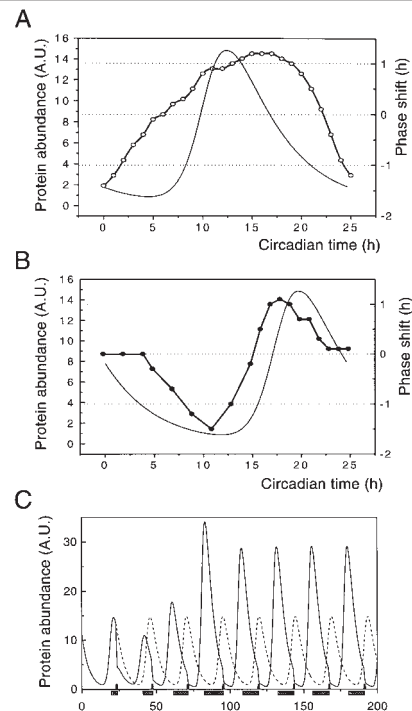 A
Protein abundance (A.U.)
16
14
12
10
8
6
4
2
0
1
0
-1
-2
Phase shift (h)
0 5 10 15 20 25
Circadian time (h)
B
Protein abundance (A.U.)
16
14
12
10
8
6
4
2
0
1
0
-1
-2
Phase shift (h)
0 5 10 15 20 25
Circadian time (h)
C
Protein abundance (A.U.)
30
20
10
0
0 50 100 150 200